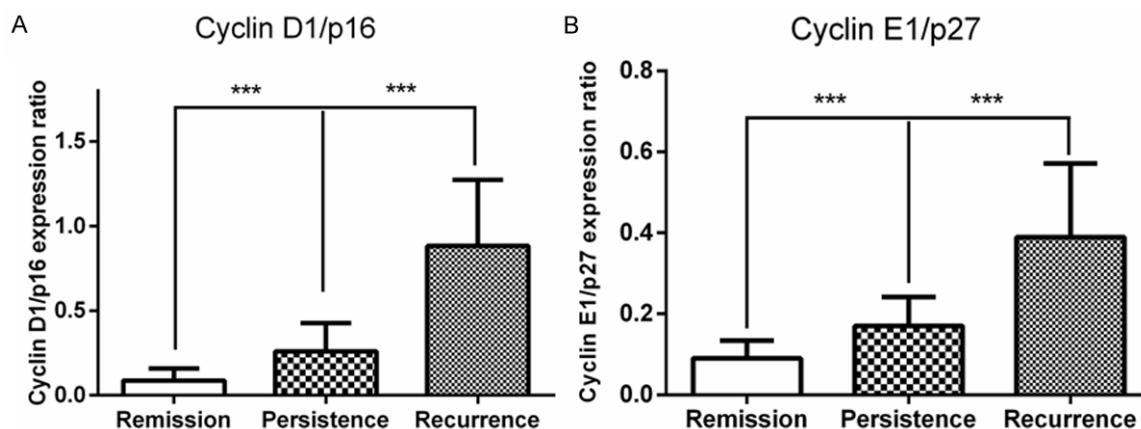 A
Cyclin D1/p16
Cyclin D1/p16 expression ratio
1.5
1.0
0.5
0.0
***
***
Remission Persistence Recurrence
B
Cyclin E1/p27
Cyclin E1/p27 expression ratio
0.8
0.6
0.4
0.2
0.0
***
***
Remission Persistence Recurrence